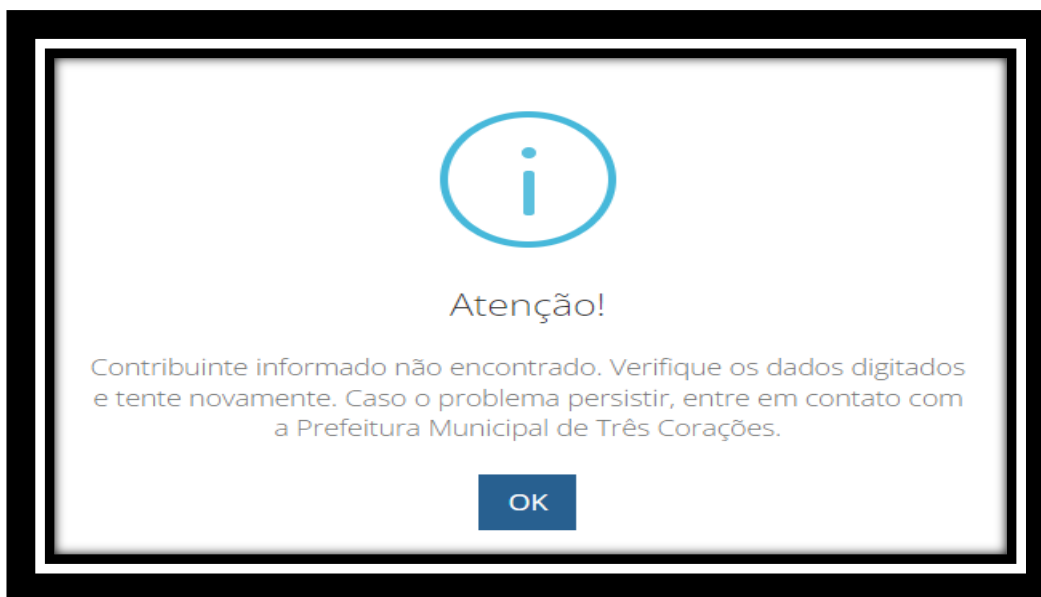 i
Atenção!
Contribuinte informado não encontrado. Verifique os dados digitados
e tente novamente. Caso o problema persistir, entre em contato com
a Prefeitura Municipal de Três Corações.
OK